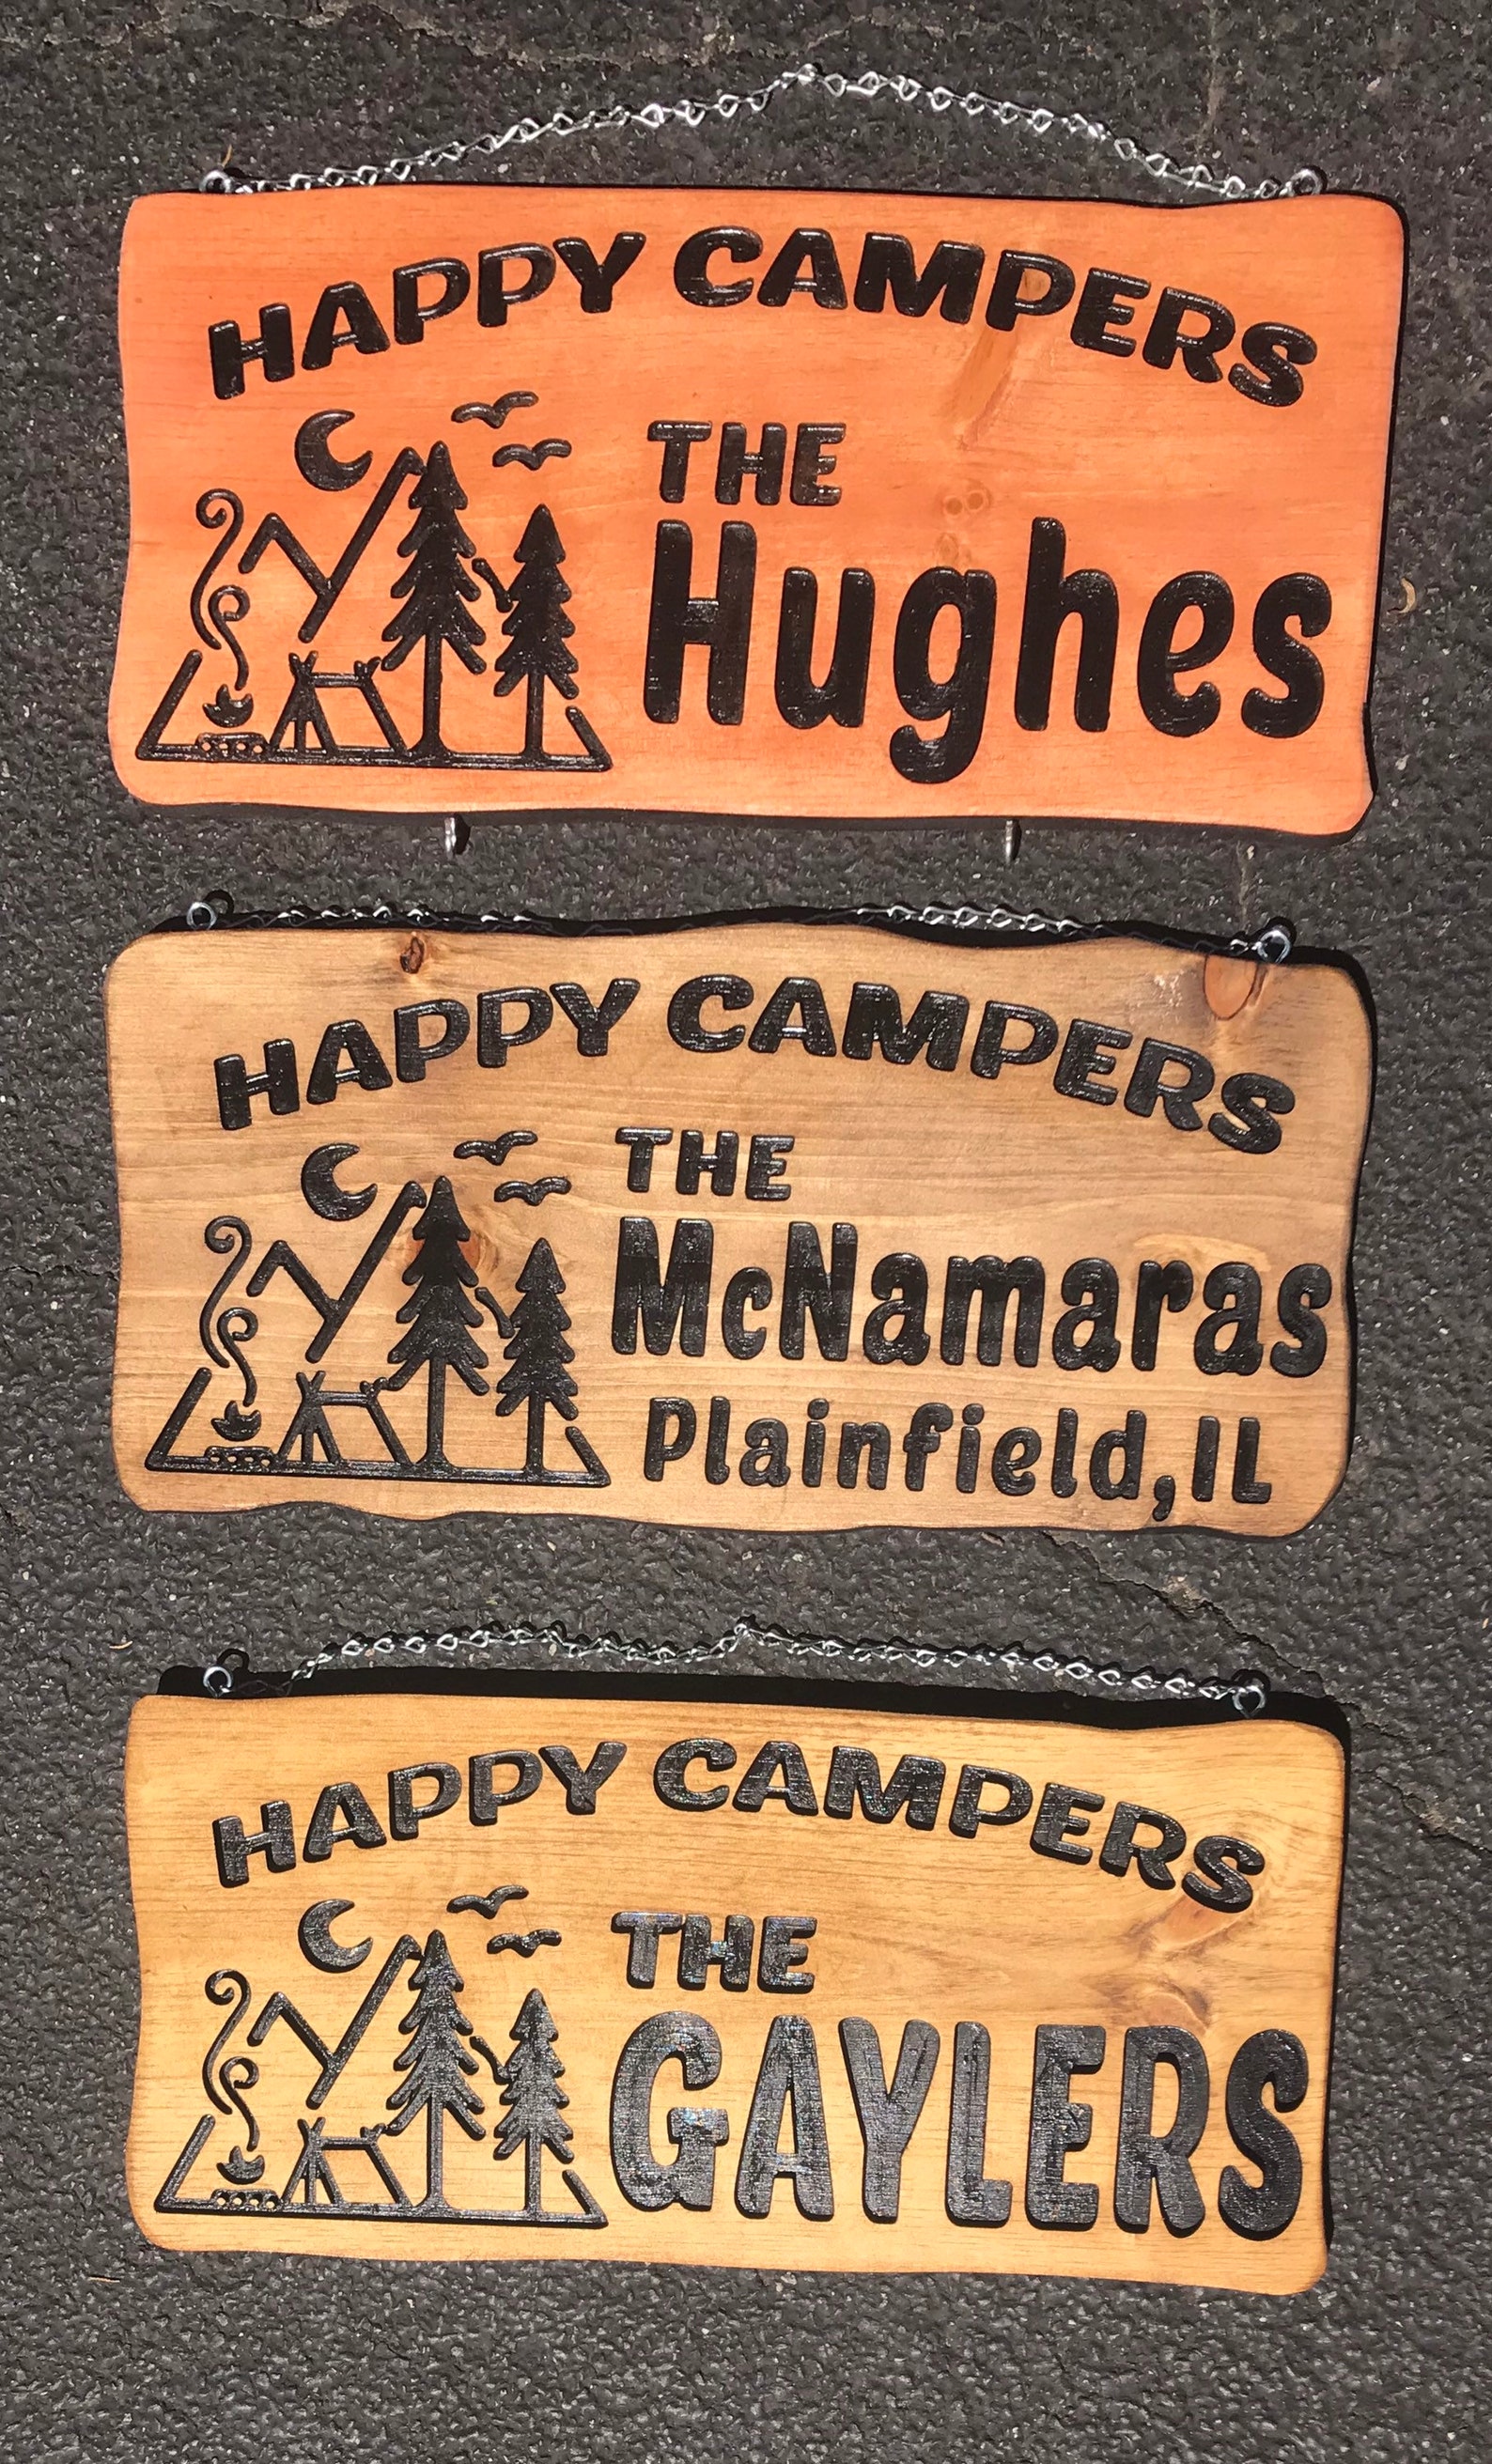 HAPPY CAMPERS
THE
Hughes
HAPPY CAMPERS
THE
McNamaras
Plainfield,IL
HAPPY CAMPERS
THE
GAYLERS